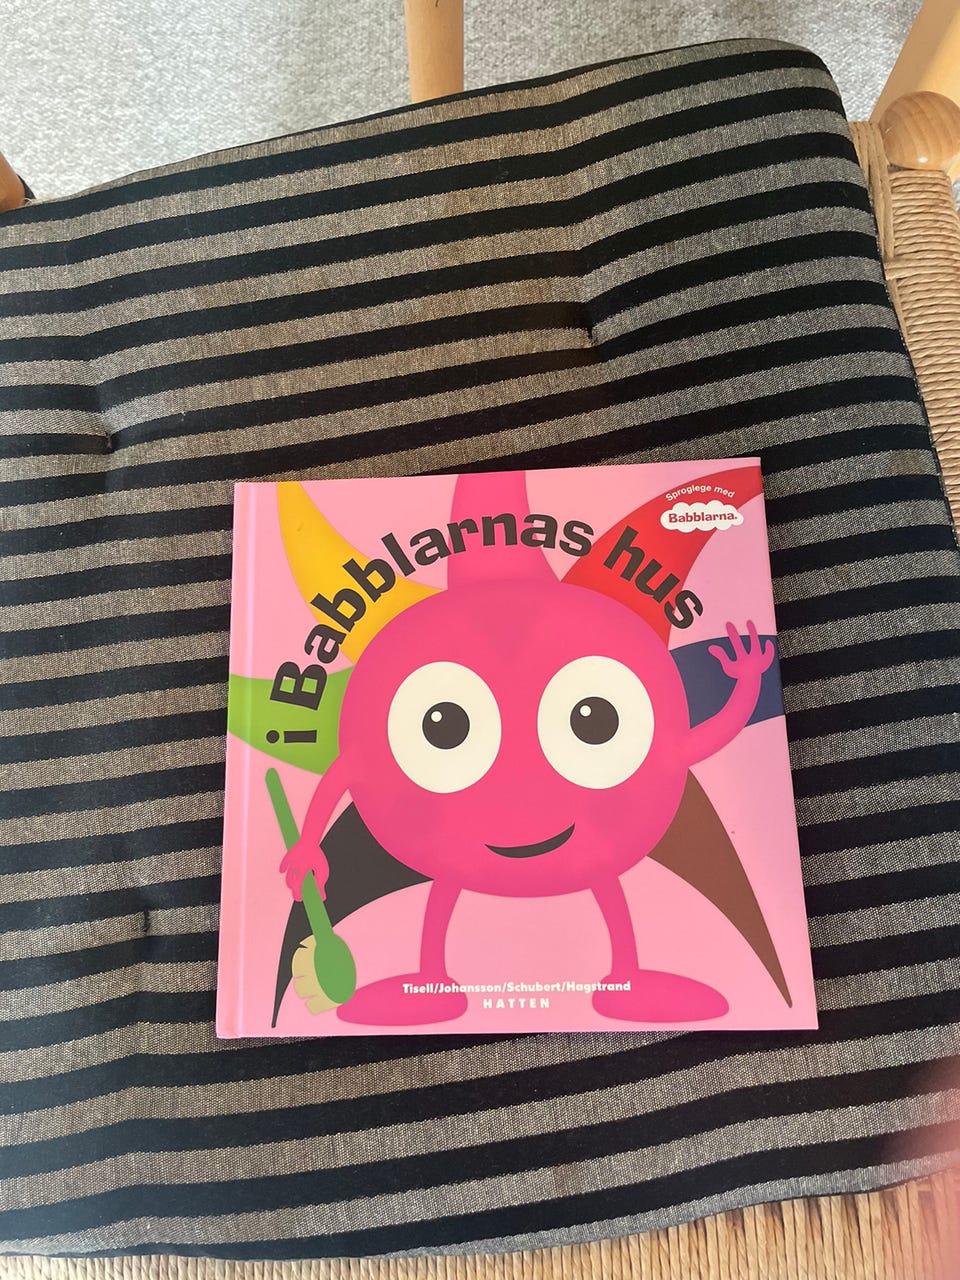 Sproglege med
Babblarna.
i Babblarnas hus
Tisell/Johansson/Schubert/Hagstrand
HATTEN